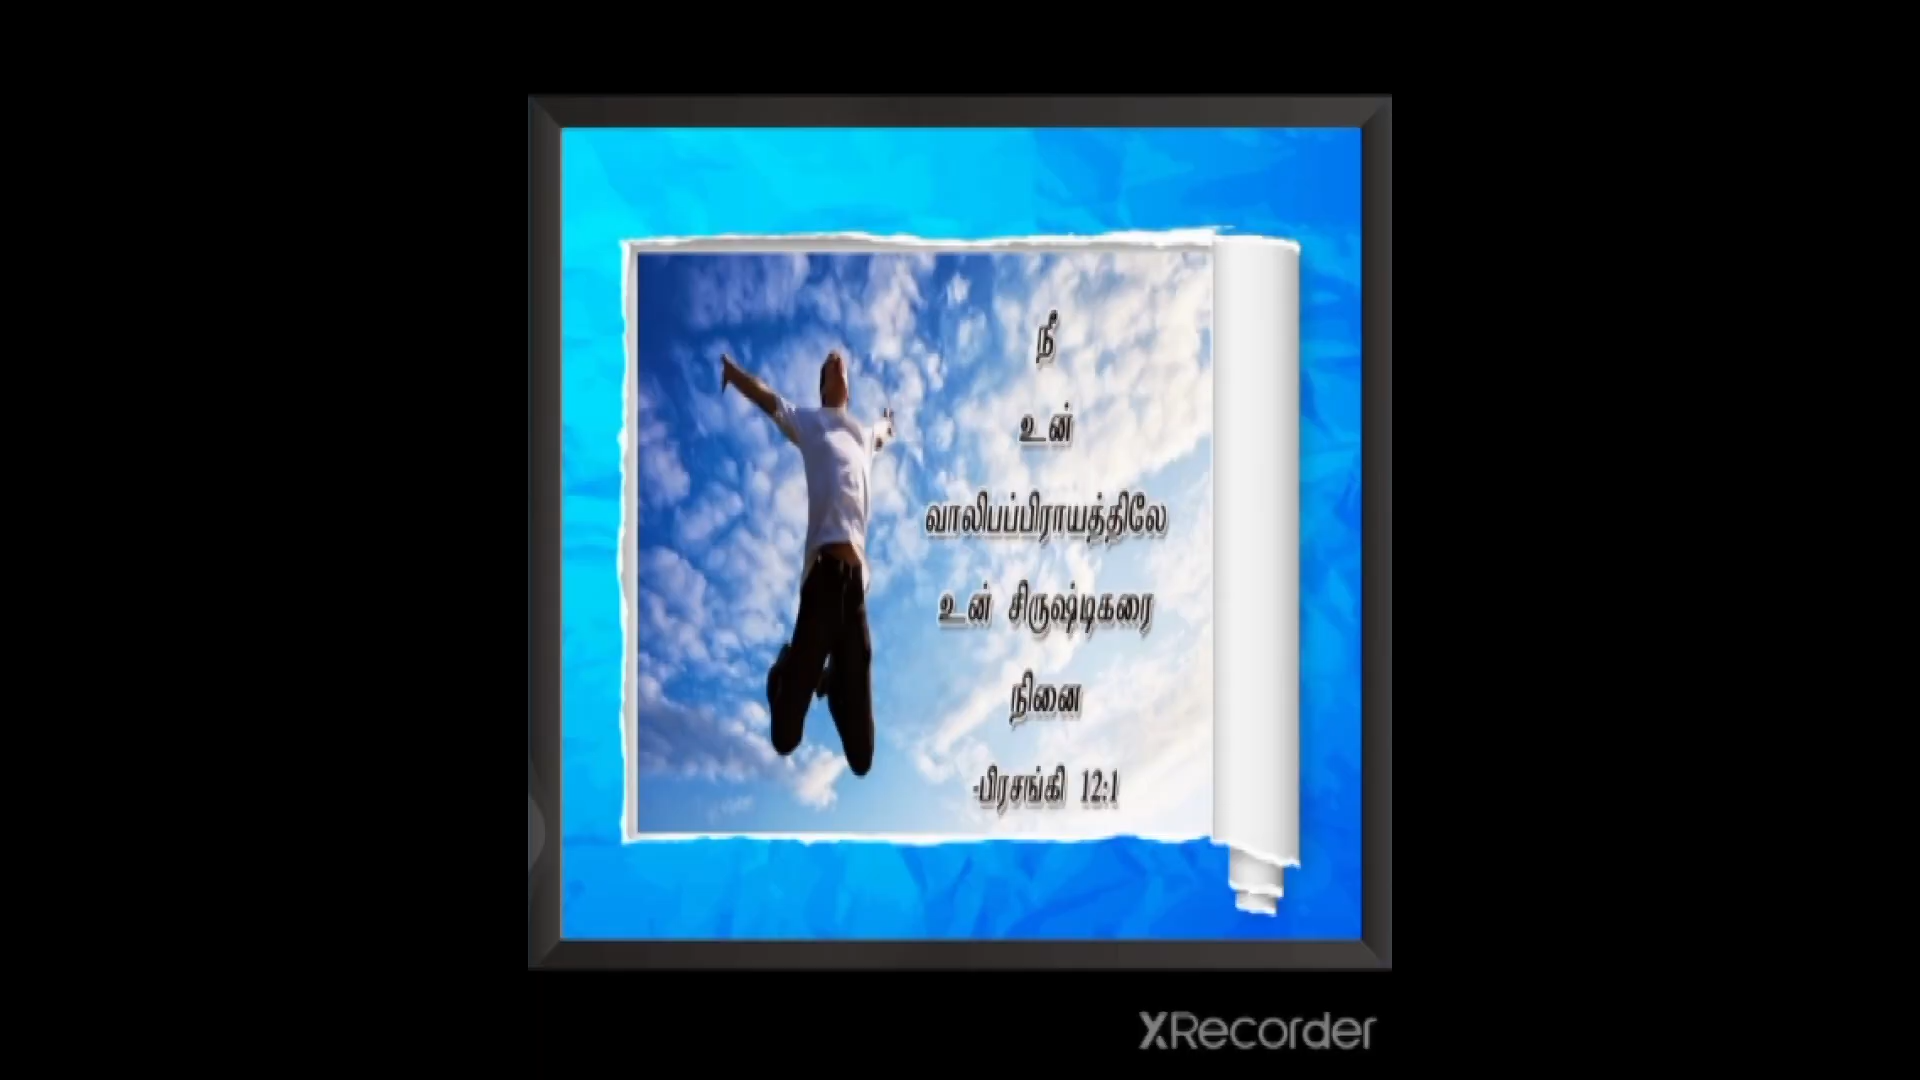 நீ
உன்
வாலிபப்பிராயத்திலே
உன் சிருஷ்டிகரை
நினை
-பிரசங்கி 12:1
XRecorder